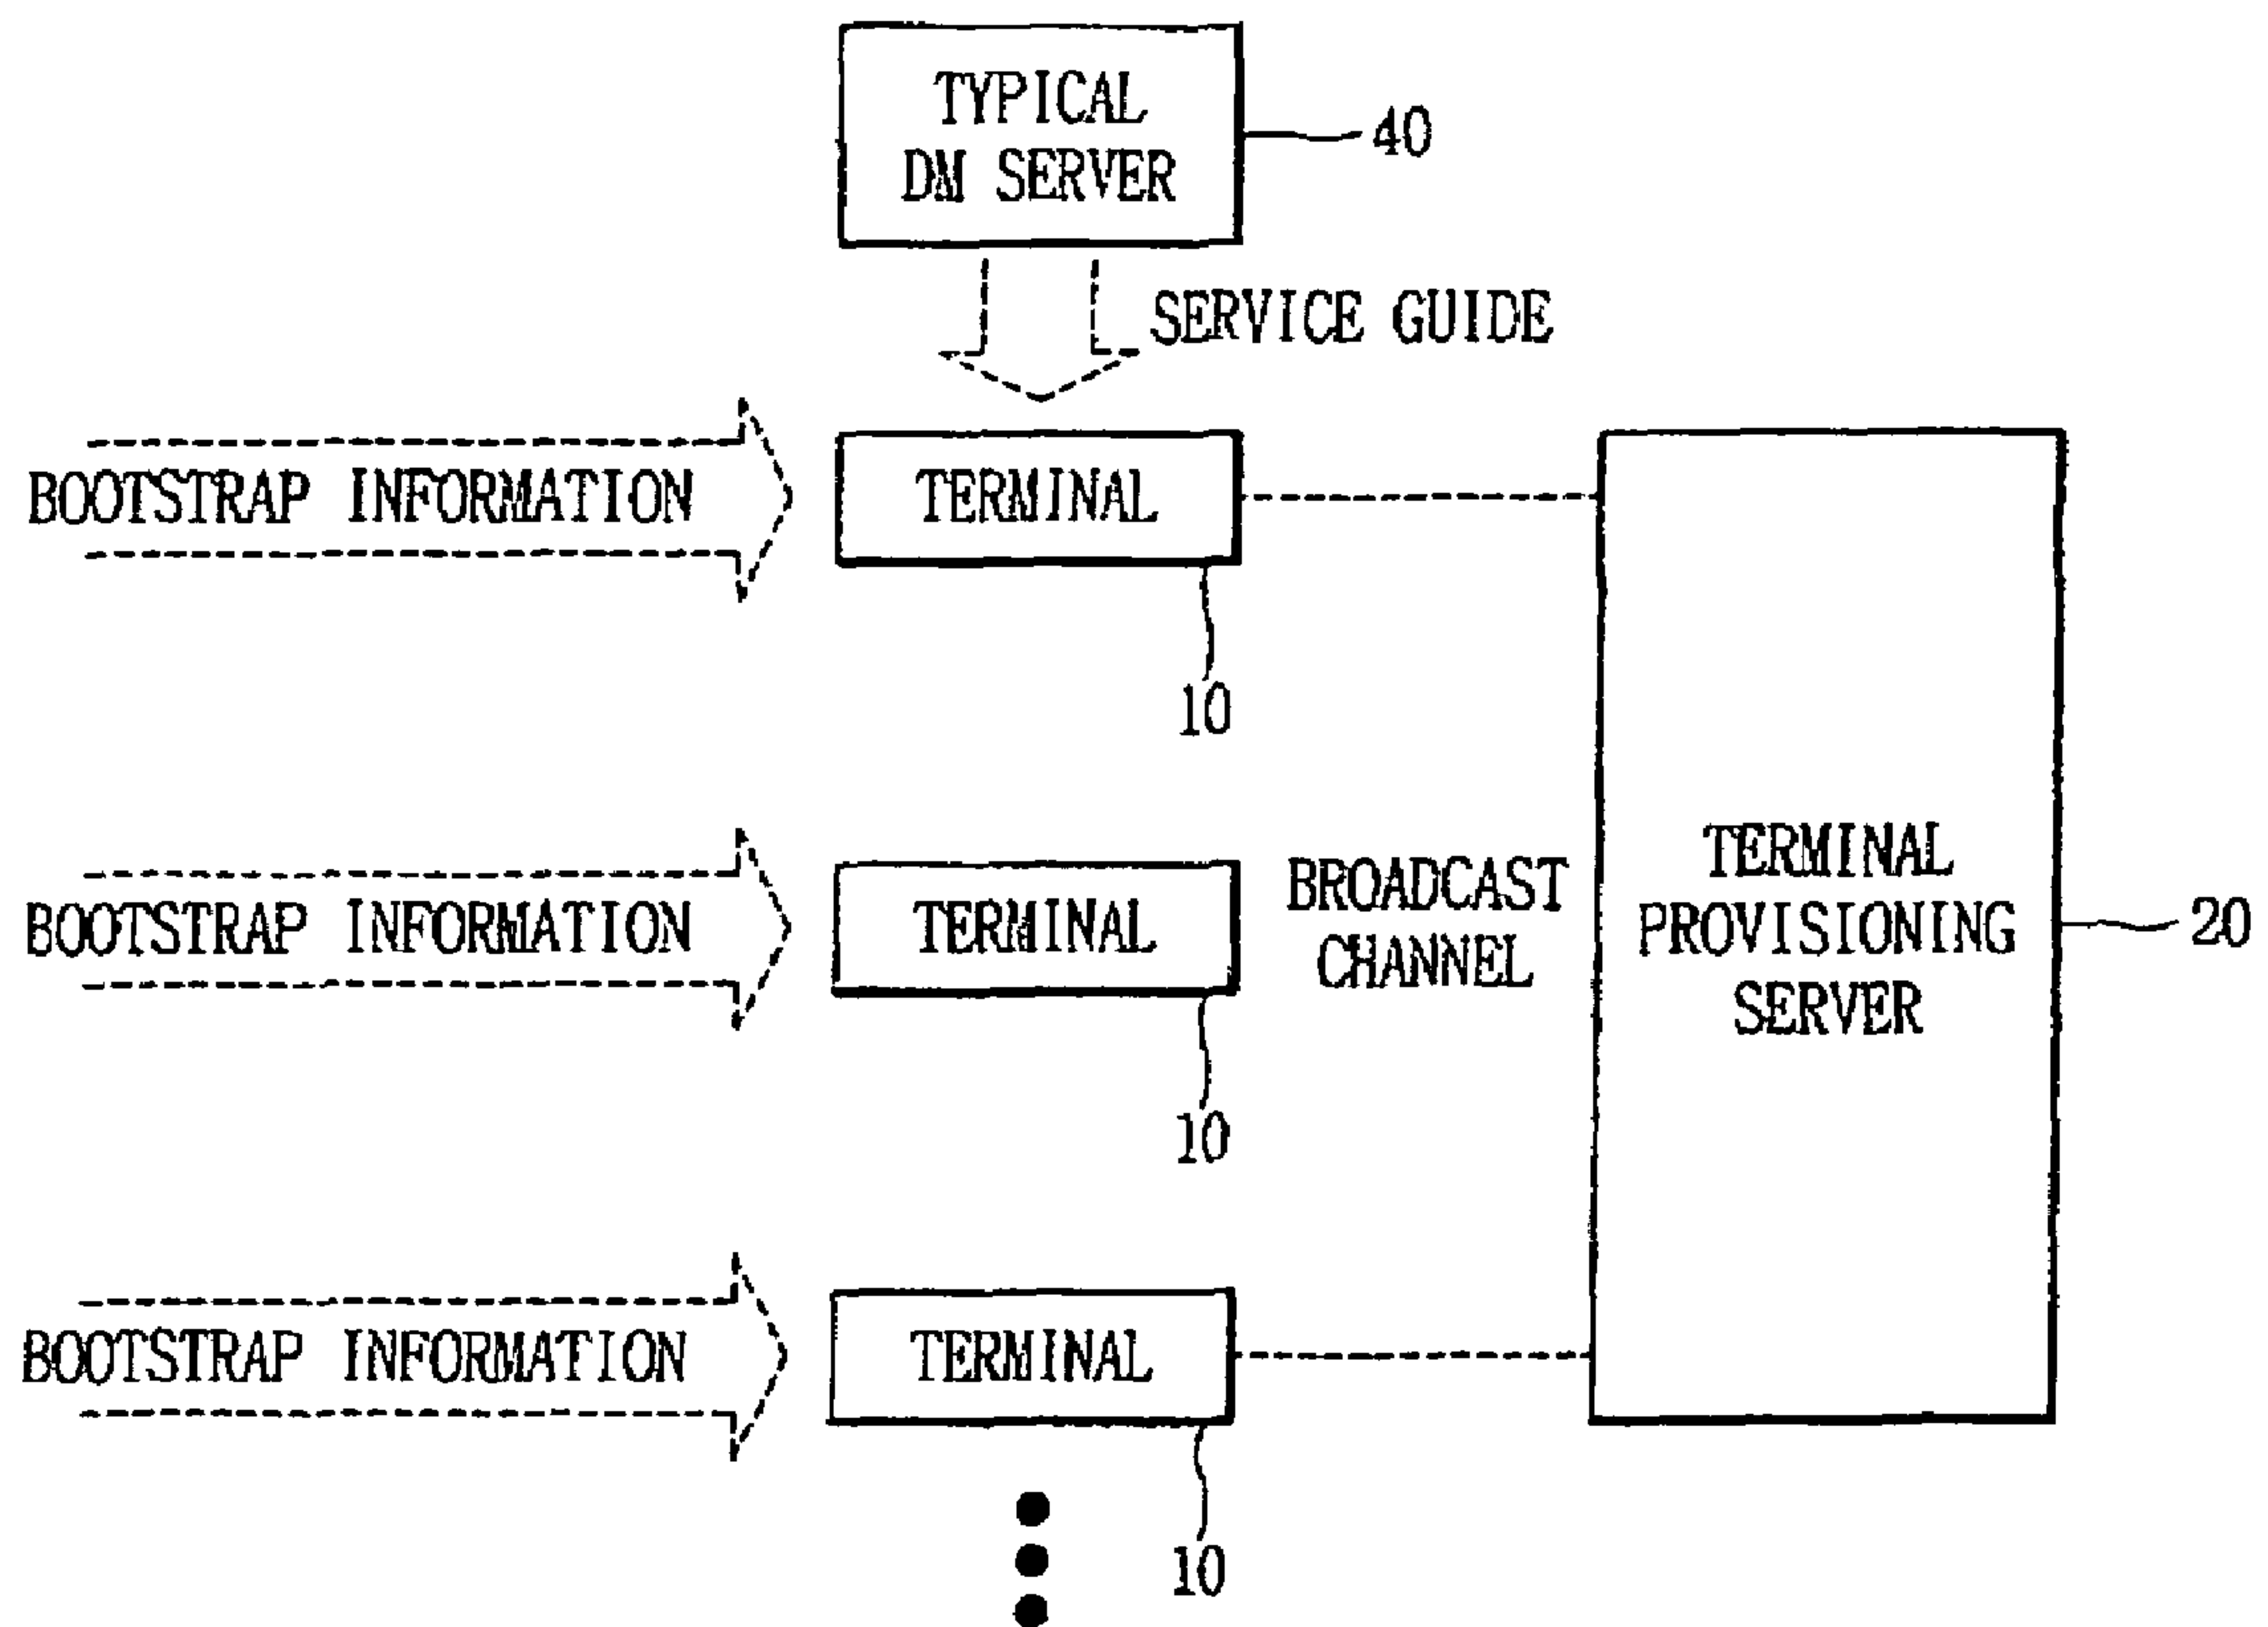 TYPICAL
DM SERVER
40
SERVICE GUIDE
BOOTSTRAP INFORMATION
TERMINAL
10
BOOTSTRAP INFORMATION
TERMINAL
10
BROADCAST
CHANNEL
TERMINAL
PROVISIONING
SERVER
20
BOOTSTRAP INFORMATION
TERMINAL
10